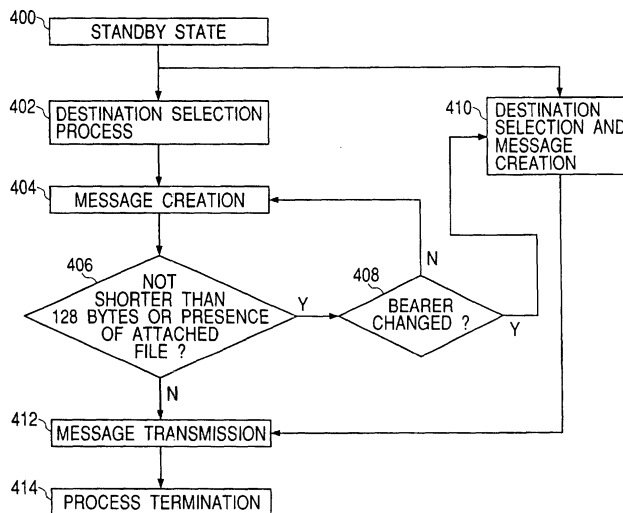 400
STANDBY STATE
402
DESTINATION SELECTION
PROCESS
410
DESTINATION
SELECTION AND
MESSAGE
CREATION
404
MESSAGE CREATION
406
NOT
SHORTER THAN
128 BYTES OR PRESENCE
OF ATTACHED
FILE ?
Y
N
408
BEARER
CHANGED ?
N
Y
412
MESSAGE TRANSMISSION
414
PROCESS TERMINATION